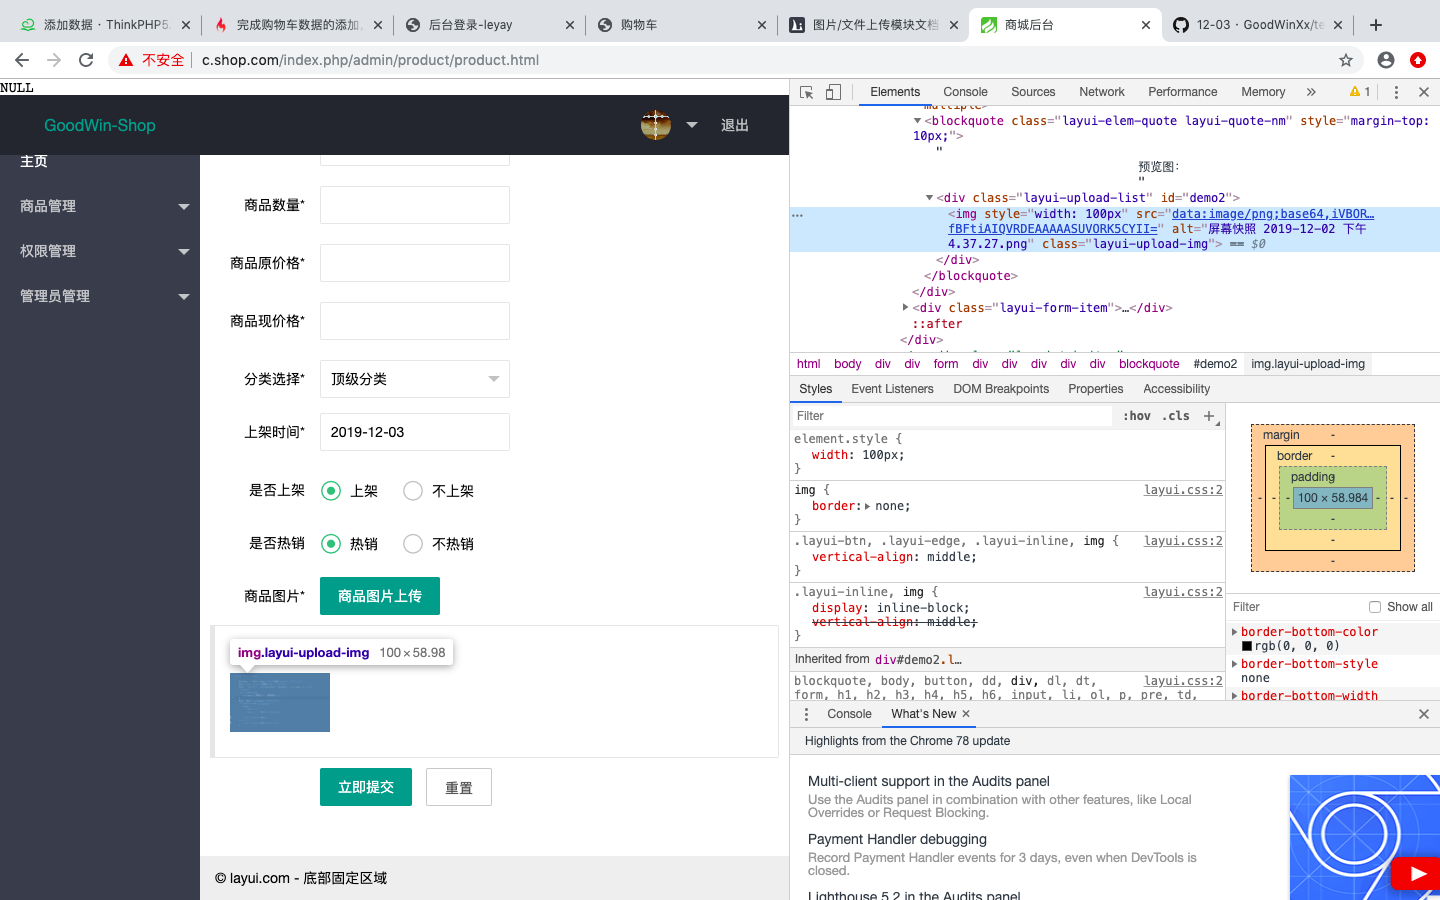 添加数据 · ThinkPHP5.
完成购物车数据的添加,
后台登录-leyay
购物车
图片/文件上传模块文档
商城后台
12-03 · GoodWinXx/te
不安全
c.shop.com/index.php/admin/product/product.html
NULL
GoodWin-Shop
退出
主页
商品管理
权限管理
管理员管理
商品数量*
商品原价格*
商品现价格*
分类选择*
顶级分类
上架时间*
2019-12-03
是否上架
上架
不上架
是否热销
热销
不热销
商品图片*
商品图片上传
img.layui-upload-img 100 × 58.98
立即提交
重置
© layui.com - 底部固定区域
Elements
Console
Sources
Network
Performance
Memory
»
1
multiple>
<blockquote class="layui-elem-quote layui-quote-nm" style="margin-top:
10px;">
"
预览图:
"
<div class="layui-upload-list" id="demo2">
<img style="width: 100px" src="data:image/png;base64,iVBOR…
fBFtiAIQVRDEAAAAASUVORK5CYII=" alt="屏幕快照 2019-12-02 下午
4.37.27.png" class="layui-upload-img"> == $0
</div>
</blockquote>
</div>
<div class="layui-form-item">…</div>
::after
</div>
html body div div form div div div div div blockquote #demo2 img.layui-upload-img
Styles
Event Listeners
DOM Breakpoints
Properties
Accessibility
Filter
:hov .cls
element.style {
width: 100px;
}
img {
layui.css:2
border: none;
}
.layui-btn, .layui-edge, .layui-inline, img {
layui.css:2
vertical-align: middle;
}
.layui-inline, img {
layui.css:2
display: inline-block;
vertical-align: middle;
}
Inherited from div#demo2.l…
blockquote, body, button, dd, div, dl, dt,
layui.css:2
form, h1, h2, h3, h4, h5, h6, input, li, ol, p, pre, td,
margin -
border -
padding
100 × 58.984
Filter
Show all
border-bottom-color
rgb(0, 0, 0)
border-bottom-style
none
border-bottom-width
Console
What's New
Highlights from the Chrome 78 update
Multi-client support in the Audits panel
Use the Audits panel in combination with other features, like Local
Overrides or Request Blocking.
Payment Handler debugging
Record Payment Handler events for 3 days, even when DevTools is
closed.
Lighthouse 5.2 in the Audits panel